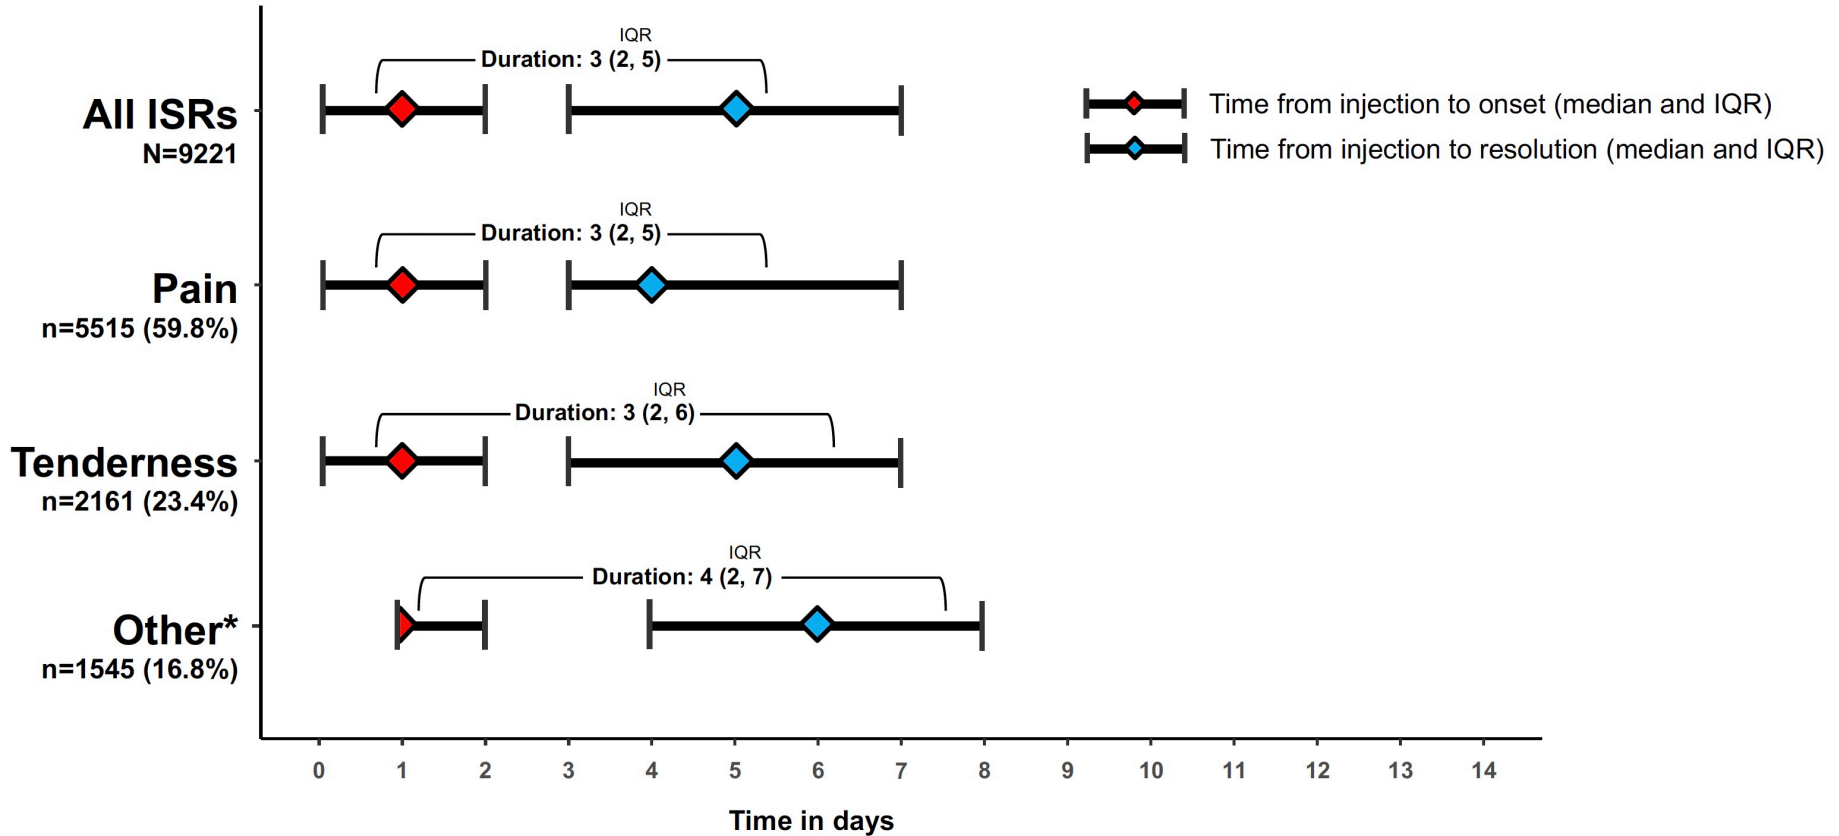 IQR
Duration: 3 (2, 5)
All ISRs
N=9221
Time from injection to onset (median and IQR)
Time from injection to resolution (median and IQR)
IQR
Duration: 3 (2, 5)
Pain
n=5515 (59.8%)
IQR
Duration: 3 (2, 6)
Tenderness
n=2161 (23.4%)
IQR
Duration: 4 (2, 7)
Other*
n=1545 (16.8%)
0 1 2 3 4 5 6 7 8 9 10 11 12 13 14
Time in days